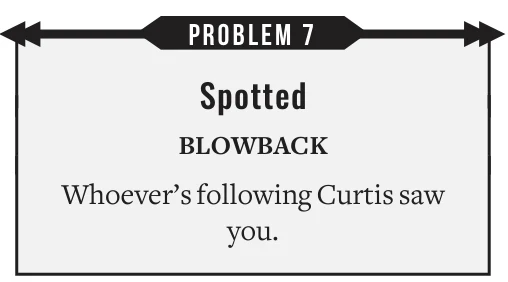 PROBLEM 7
Spotted
BLOWBACK
Whoever’s following Curtis saw
you.